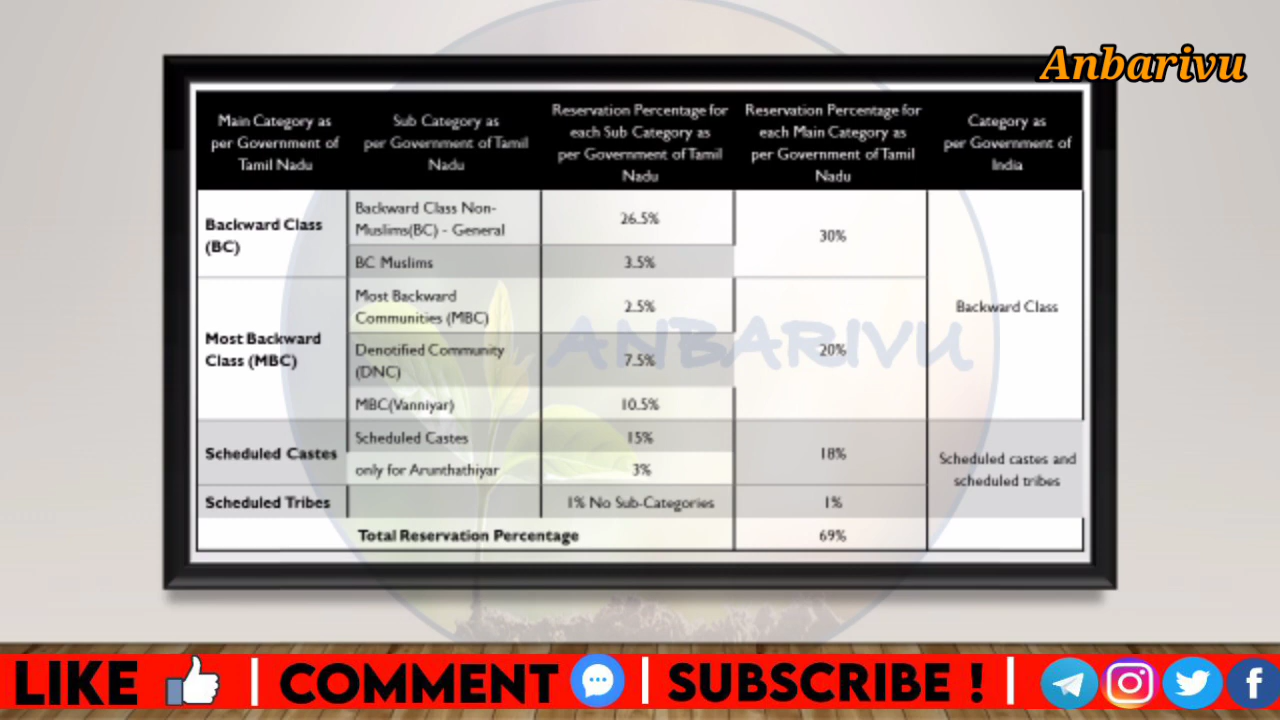 Anbarivu
Main Category as
per Government of
Tamil Nadu
Sub Category as
per Government of Tamil
Nadu
Reservation Percentage for
each Sub Category as
per Government of Tamil
Nadu
Reservation Percentage for
each Main Category as
per Government of Tamil
Nadu
Category as
per Government of
India
Backward Class
(BC)
Backward Class Non-
Muslims(BC) - General
26.5%
30%
Backward Class
BC Muslims
3.5%
Most Backward
Class (MBC)
Most Backward
Communities (MBC)
2.5%
20%
Denotified Community
(DNC)
7.5%
MBC(Vanniyar)
10.5%
Scheduled Castes
Scheduled Castes
15%
18%
Scheduled castes and
scheduled tribes
only for Arunthathiyar
3%
Scheduled Tribes
1% No Sub-Categories
1%
Total Reservation Percentage
69%
ANBARIVU
LIKE | COMMENT | SUBSCRIBE ! |